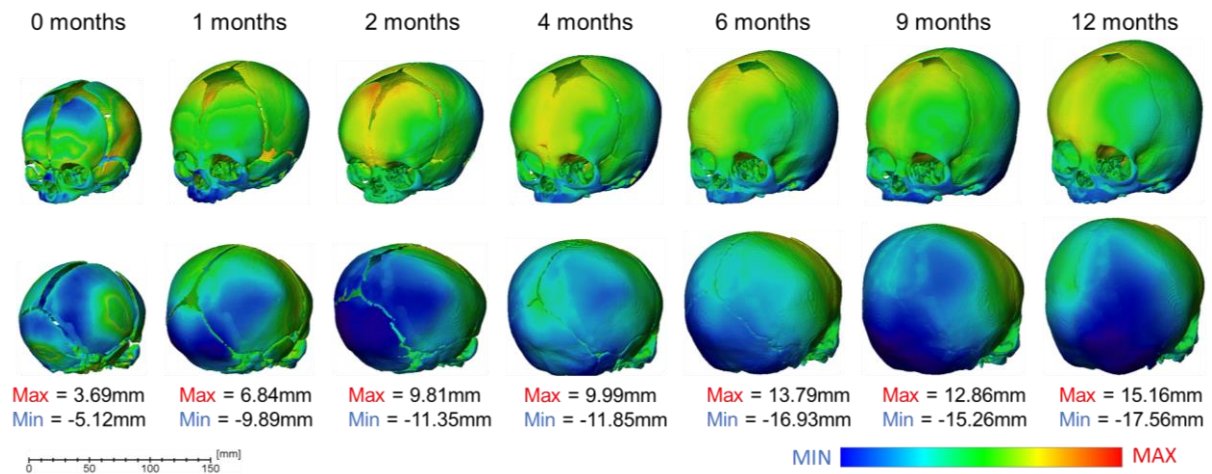 0 months 1 months 2 months 4 months 6 months 9 months 12 months
Max = 3.69mm Max = 6.84mm Max = 9.81mm Max = 9.99mm Max = 13.79mm Max = 12.86mm Max = 15.16mm
Min = -5.12mm Min = -9.89mm Min = -11.35mm Min = -11.85mm Min = -16.93mm Min = -15.26mm Min = -17.56mm
[mm]
0 50 100 150
MIN MAX